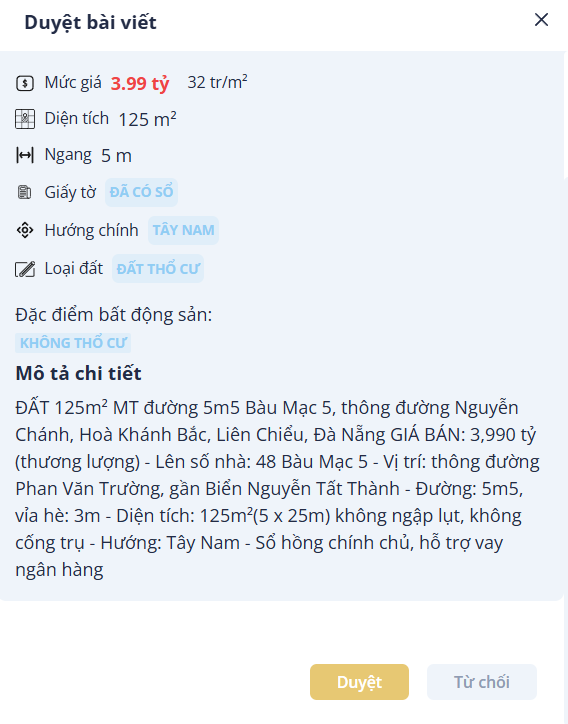 Duyệt bài viết
Mức giá 3.99 tỷ 32 tr/m²
Diện tích 125 m²
Ngang 5 m
Giấy tờ ĐÃ CÓ SỔ
Hướng chính TÂY NAM
Loại đất ĐẤT THỔ CƯ
Đặc điểm bất động sản:
KHÔNG THỔ CƯ
Mô tả chi tiết
ĐẤT 125m² MT đường 5m5 Bàu Mạc 5, thông đường Nguyễn
Chánh, Hoà Khánh Bắc, Liên Chiểu, Đà Nẵng GIÁ BÁN: 3,990 tỷ
(thương lượng) - Lên số nhà: 48 Bàu Mạc 5 - Vị trí: thông đường
Phan Văn Trường, gần Biển Nguyễn Tất Thành - Đường: 5m5,
vỉa hè: 3m - Diện tích: 125m²(5 x 25m) không ngập lụt, không
cống trụ - Hướng: Tây Nam - Sổ hồng chính chủ, hỗ trợ vay
ngân hàng
Duyệt Từ chối